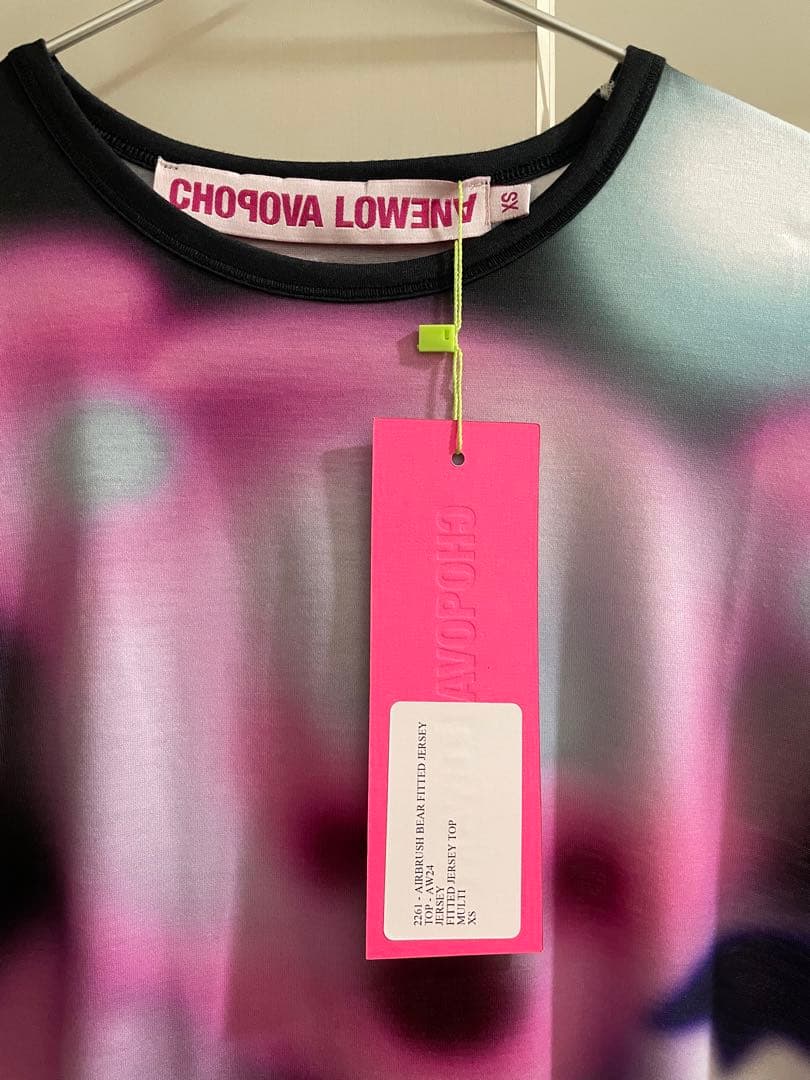 CHOPOVA LOWENA
XS
CHOPOVA
2261 - AIRBRUSH BEAR FITTED JERSEY
TOP - AW24
JERSEY
FITTED JERSEY TOP
MULTI
XS